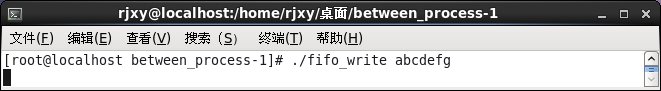 rjxy@localhost:/home/rjxy/桌面/between_process-1
文件(F) 编辑(E) 查看(V) 搜索 (S) 终端(T) 帮助(H)
[root@localhost between_process-1]# ./fifo_write abcdefg